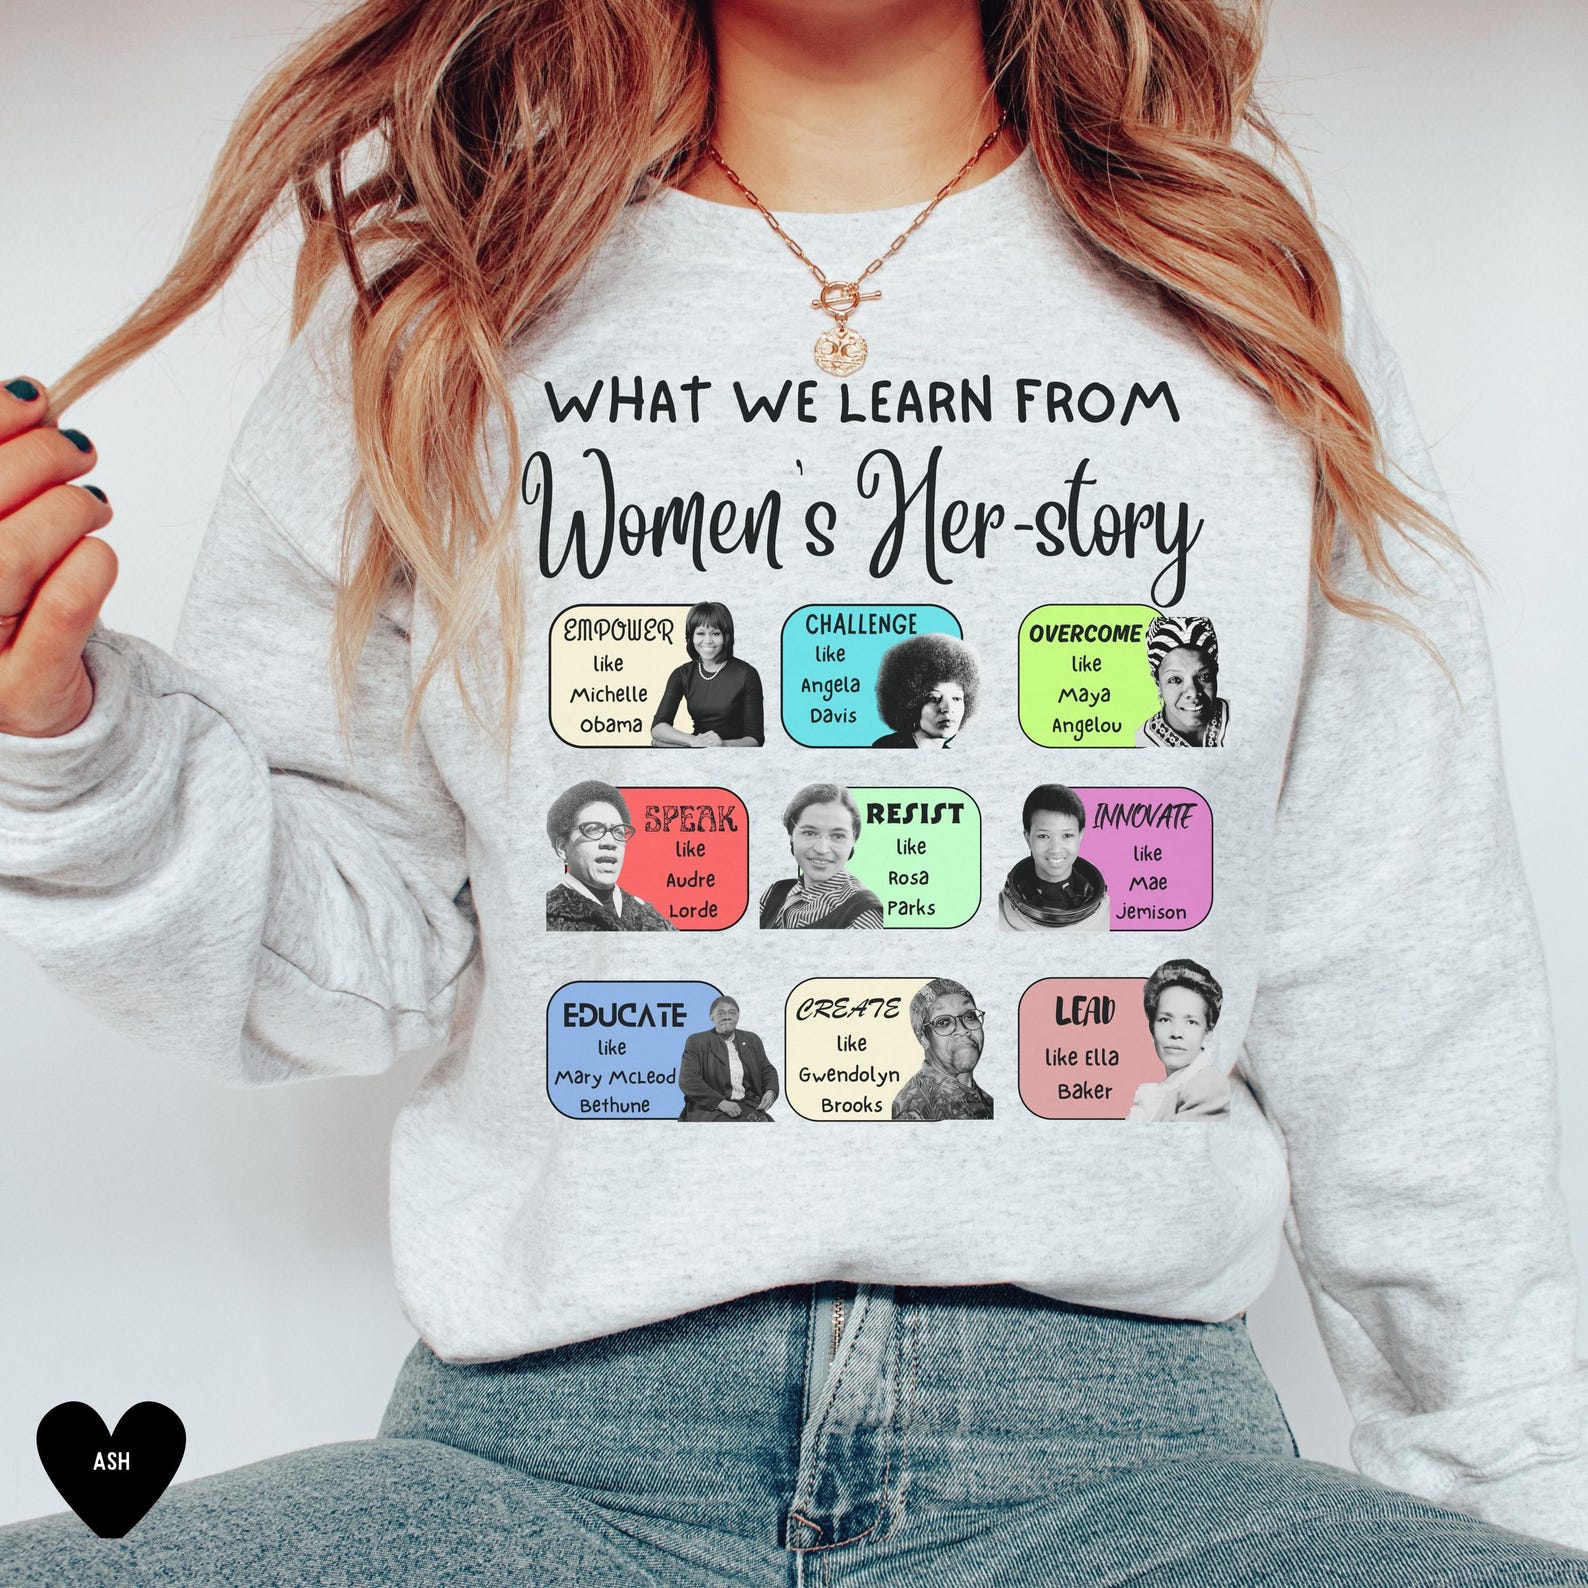 WHAT WE LEARN FROM
Women's Her-story
EMPOWER
like
Michelle
Obama
CHALLENGE
like
Angela
Davis
OVERCOME
like
Maya
Angelou
SPEAK
like
Audre
Lorde
RESIST
like
Rosa
Parks
INNOVATE
like
Mae
Jemison
EDUCATE
like
Mary McLeod
Bethune
CREATE
like
Gwendolyn
Brooks
LEAD
like Ella
Baker
ASH